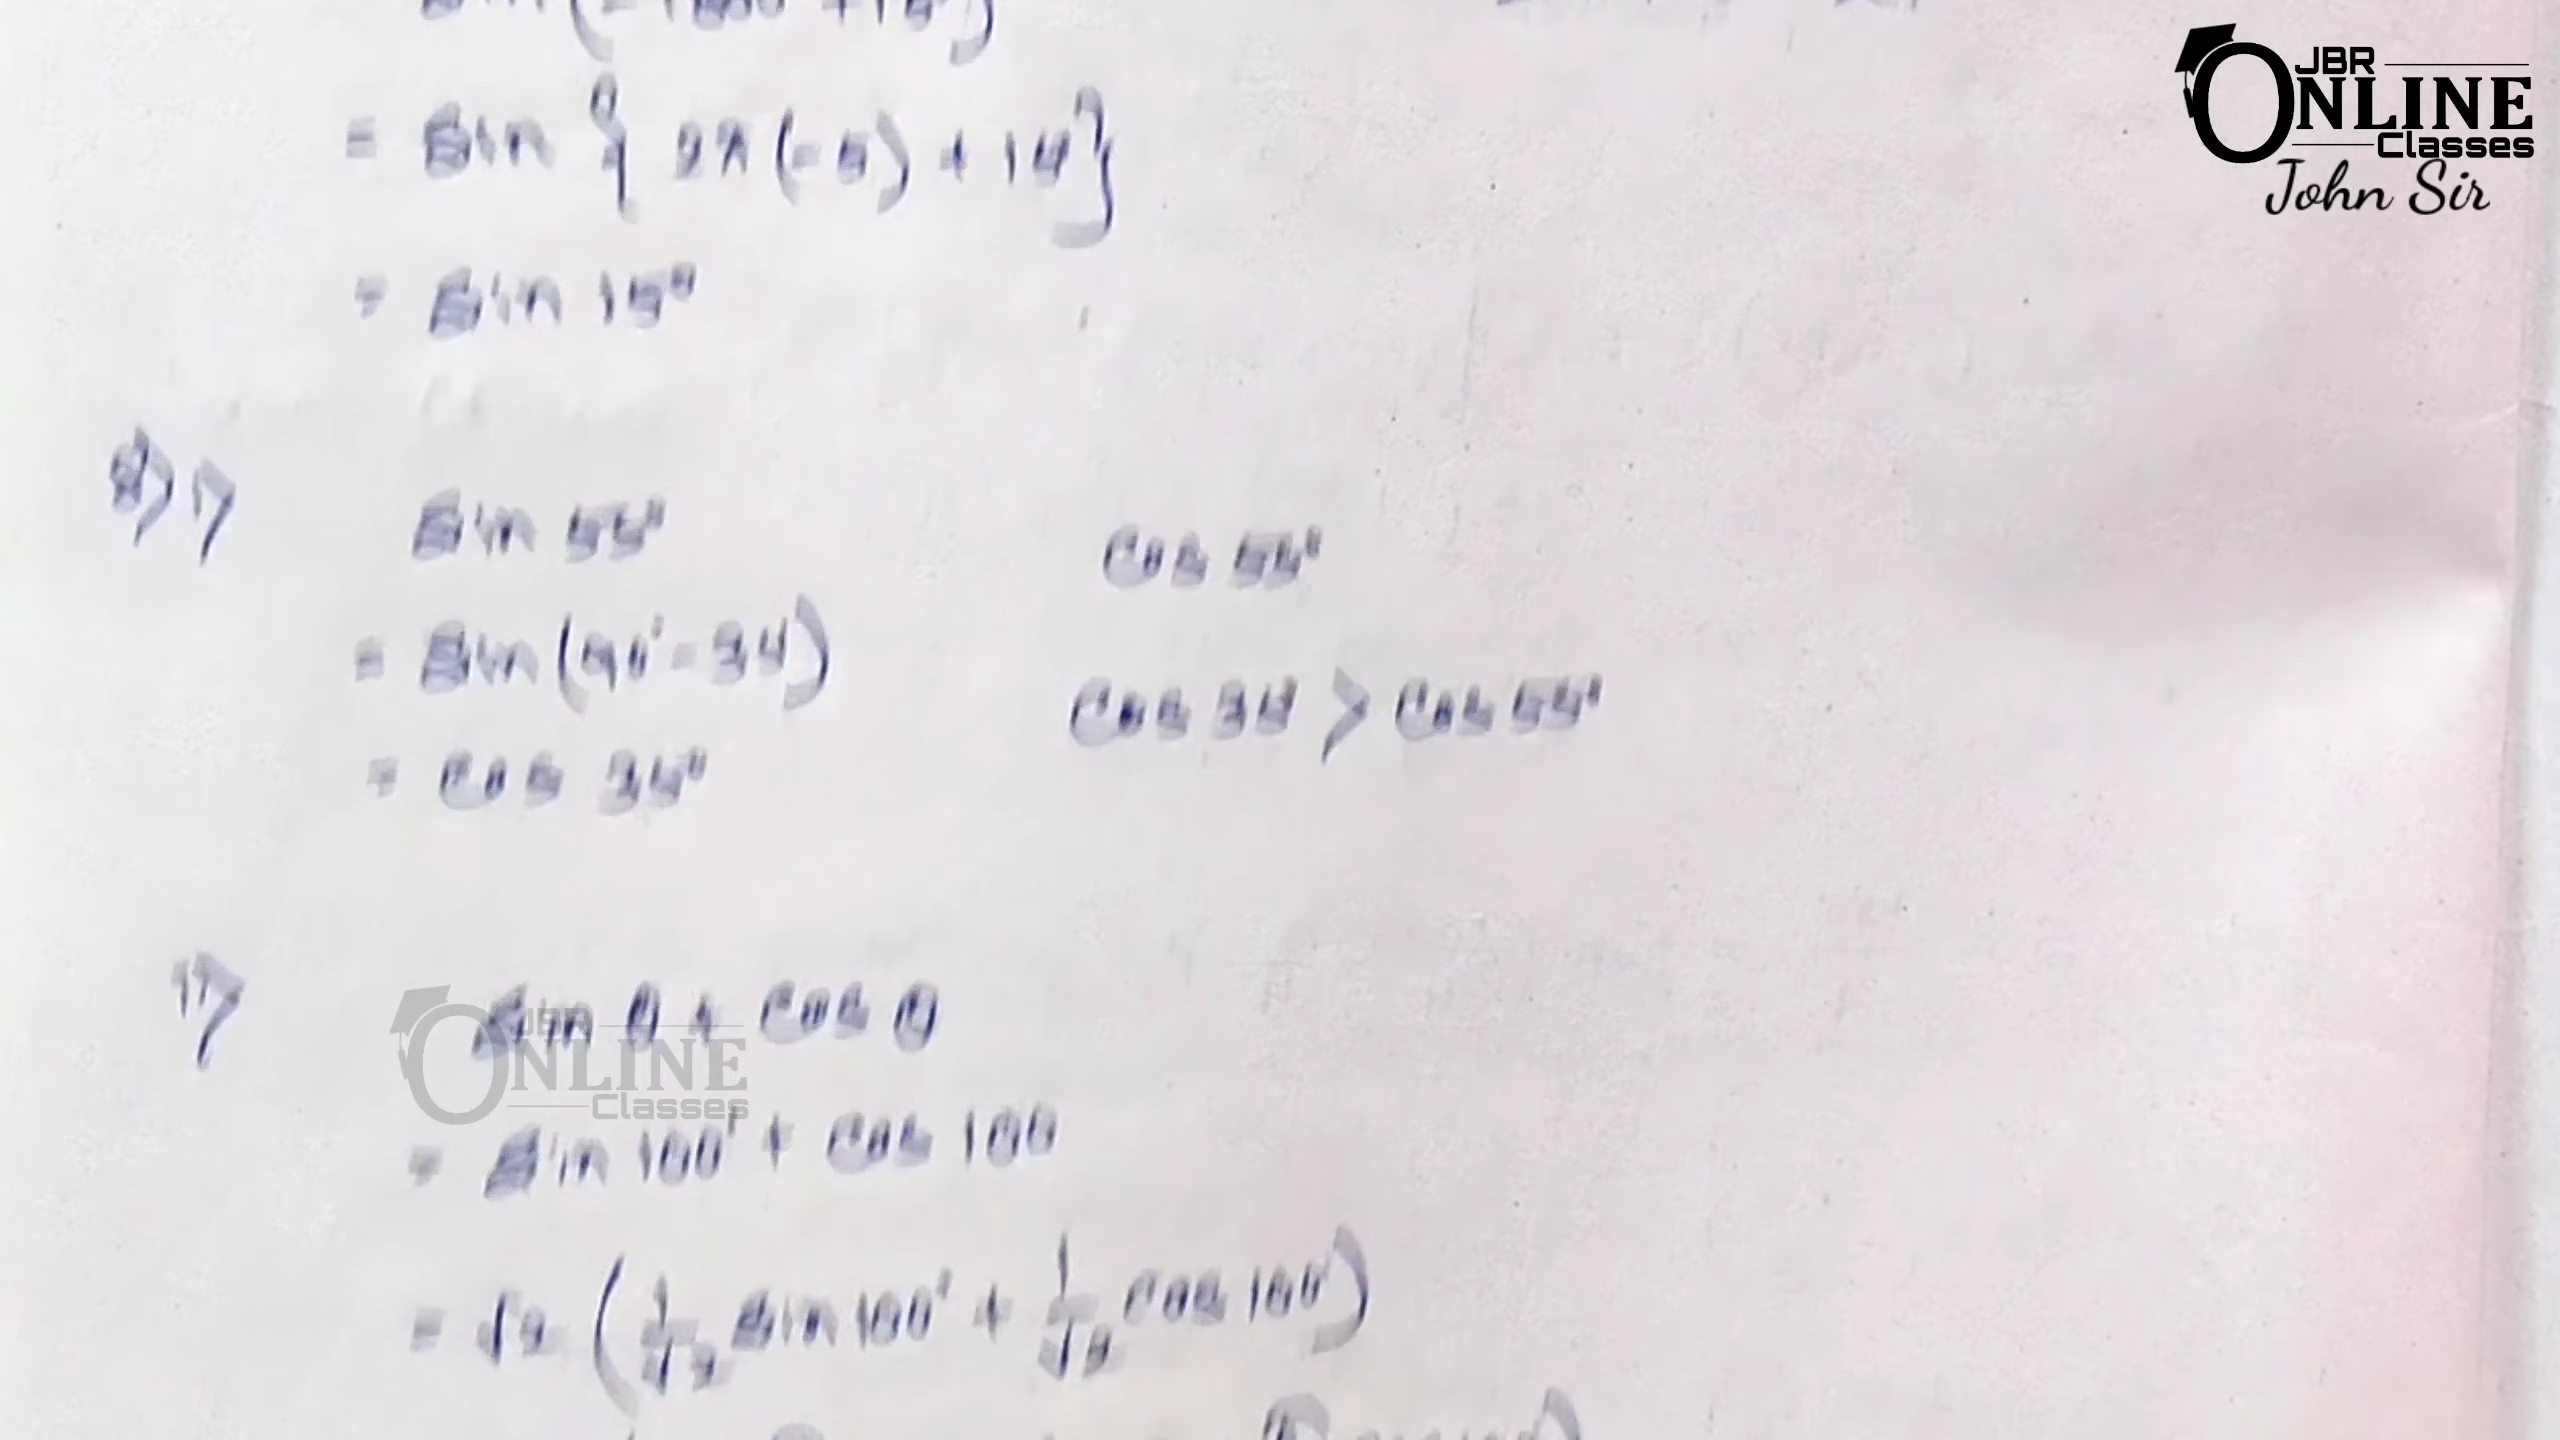 JBR
ONLINE
Classes
John Sir
= Sin { 2π(-5) + 15° }
= Sin 15°
8) i)
Sin 55°
Cos 55°
= Sin (90° - 35°)
Cos 35° > Cos 55°
= Cos 35°
ii)
Sin θ + Cos θ
JBR
ONLINE
Classes
= Sin 100° + Cos 100°
= √2 ( 1/√2 Sin 100° + 1/√2 Cos 100° )